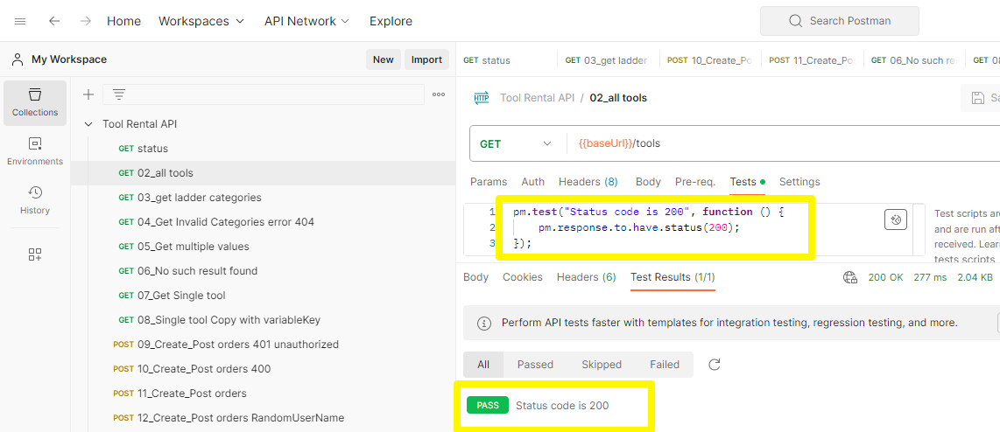 Home Workspaces API Network Explore Search Postman
My Workspace New Import
GET status GET 03_get ladder POST 10_Create_Po POST 11_Create_Po GET 06_No such re GET 08
Collections
Environments
History
Tool Rental API
GET status
GET 02_all tools
GET 03_get ladder categories
GET 04_Get Invalid Categories error 404
GET 05_Get multiple values
GET 06_No such result found
GET 07_Get Single tool
GET 08_Single tool Copy with variableKey
POST 09_Create_Post orders 401 unauthorized
POST 10_Create_Post orders 400
POST 11_Create_Post orders
POST 12_Create_Post orders RandomUserName
HTTP Tool Rental API / 02_all tools Sa
GET {{baseUrl}}/tools
Params Auth Headers (8) Body Pre-req. Tests Settings
1 pm.test("Status code is 200", function () {
2 pm.response.to.have.status(200);
3 });
Test scripts are
and are run aft
received. Learn
tests scripts
Body Cookies Headers (6) Test Results (1/1) 200 OK 277 ms 2.04 KB
Perform API tests faster with templates for integration testing, regression testing, and more.
All Passed Skipped Failed
PASS Status code is 200